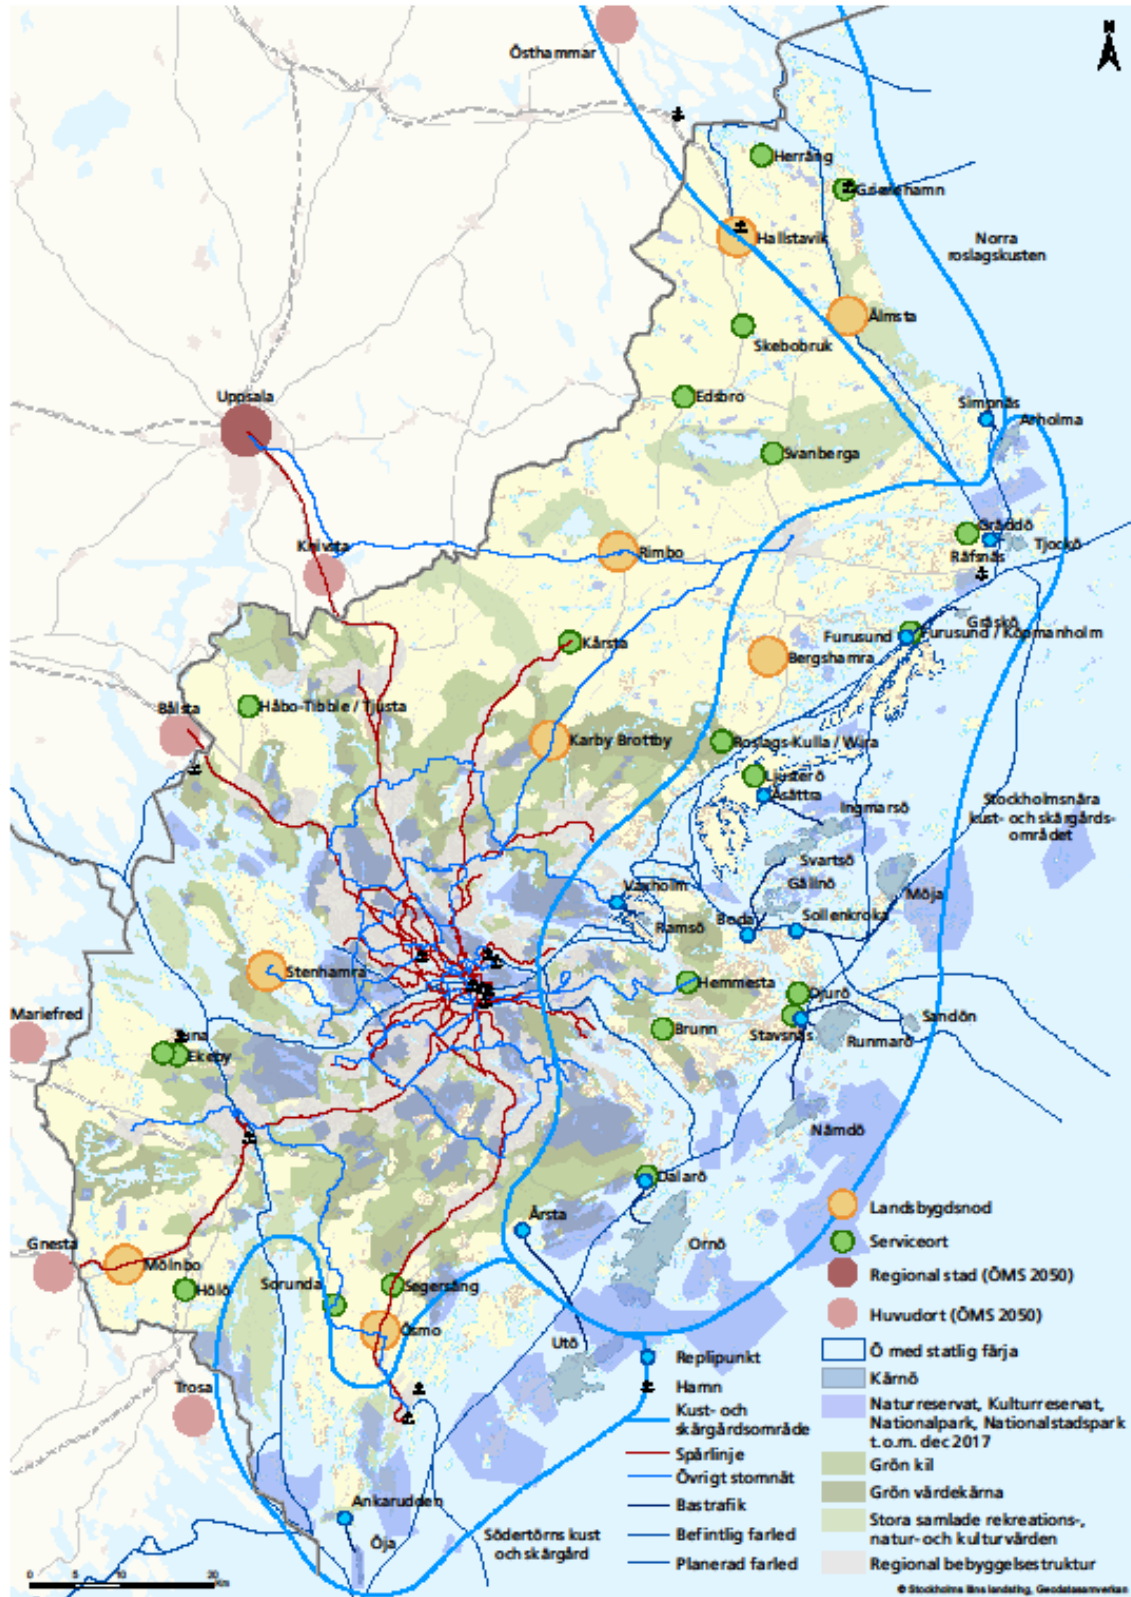 N
Östhammar
Herräng
Grisslehamn
Hallstavik
Norra
roslagskusten
Älmsta
Skebobruk
Uppsala
Edsbro
Simpnäs
Arholma
Svanberga
Gräddö
Tjockö
Räfsnäs
Knivsta
Rimbo
Gräskö
Furusund
Furusund / Köpmanholm
Kårsta
Bergshamra
Bålsta
Håbo-Tibble / Tjusta
Karby Brottby
Roslags-Kulla / Wira
Ljusterö
Åsättra
Ingmarsö
Stockholmsnära
kust- och skärgårds-
området
Svartsö
Gällnö
Vaxholm
Möja
Boda
Sollenkroka
Ramsö
Stenhamra
Hemmesta
Djurö
Mariefred
Stavsnäs
Sandön
Brunn
Runmarö
Ekeby
Nämdö
Dalarö
Årsta
Ornö
Gnesta
Mölnbo
Hölö
Sorunda
Segersäng
Ösmo
Utö
Trosa
Ankarudden
Öja
Södertörns kust
och skärgård
Landsbygdsnod
Serviceort
Regional stad (ÖMS 2050)
Huvudort (ÖMS 2050)
Replipunkt
Hamn
Kust- och
skärgårdsområde
Spårlinje
Övrigt stomnät
Bastrafik
Befintlig farled
Planerad farled
Ö med statlig färja
Kärnö
Naturreservat, Kulturreservat,
Nationalpark, Nationalstadspark
t.o.m. dec 2017
Grön kil
Grön värdekärna
Stora samlade rekreations-,
natur- och kulturvärden
Regional bebyggelsestruktur
0 5 10 20
km
© Stockholms läns landsting, Geodatasamverkan